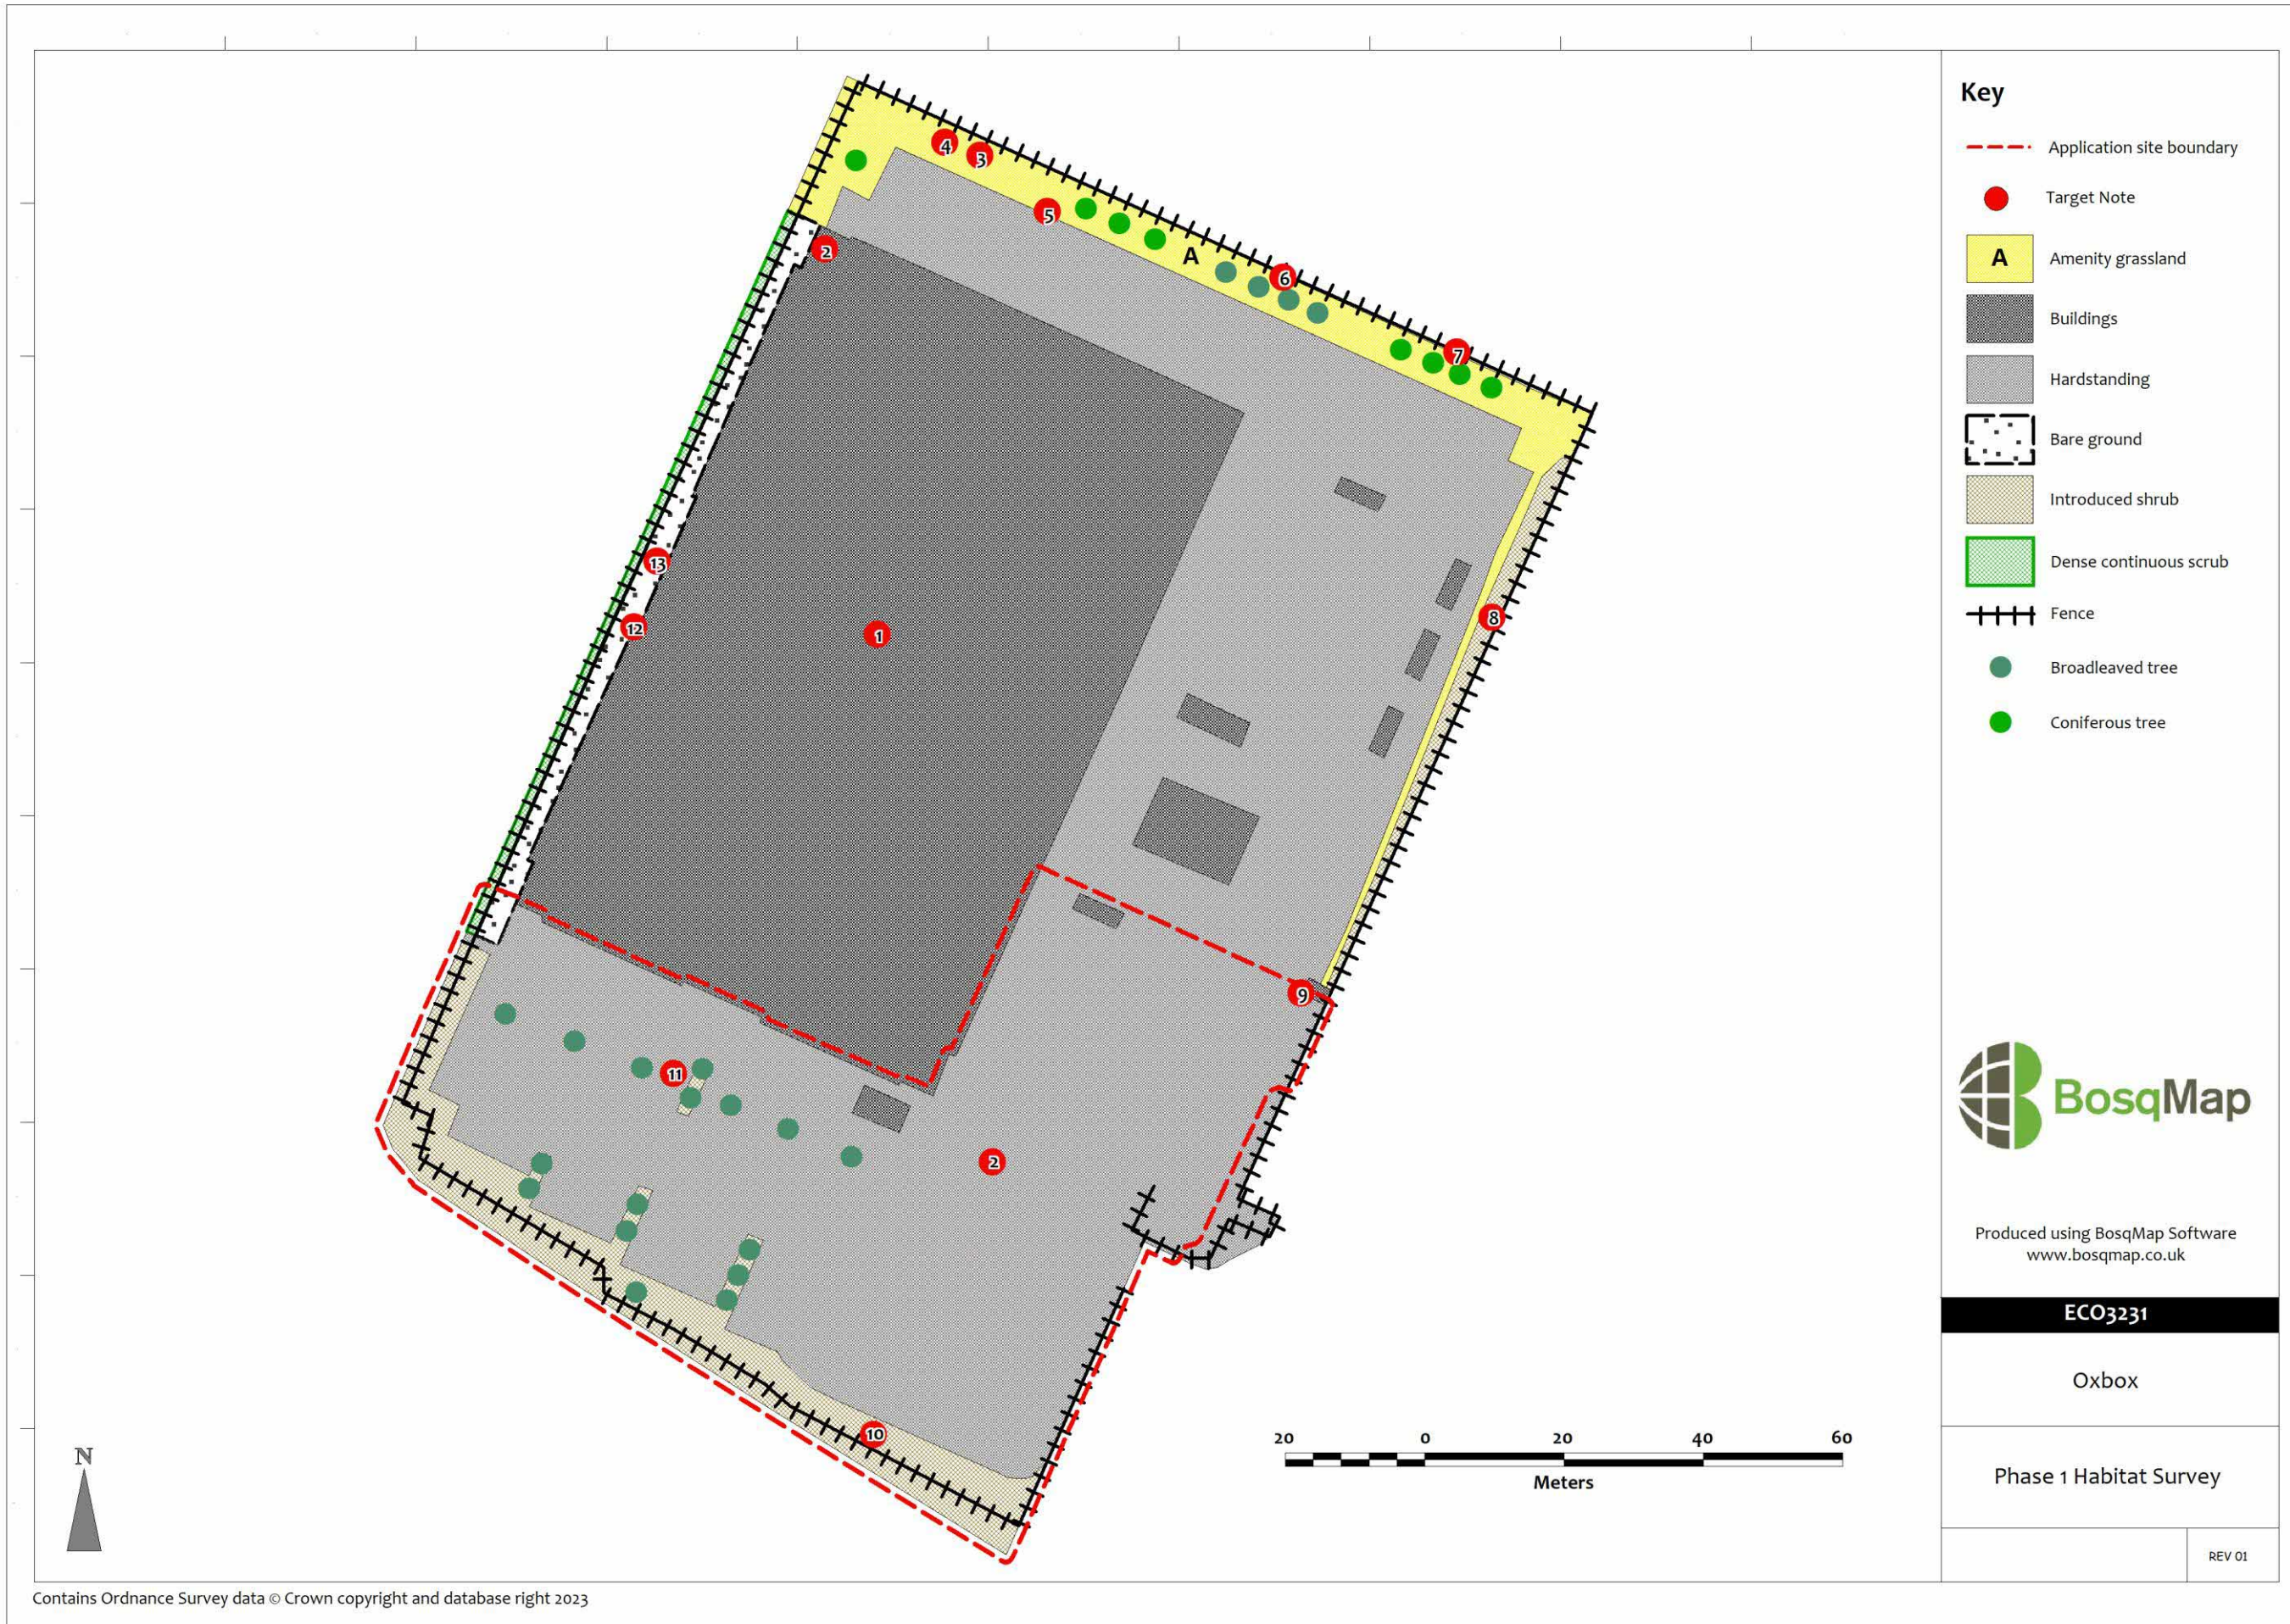 4
3
5
2
A
6
7
13
12
1
8
9
11
2
10
N
20 0 20 40 60
Meters
Key
Application site boundary
Target Note
A Amenity grassland
Buildings
Hardstanding
Bare ground
Introduced shrub
Dense continuous scrub
Fence
Broadleaved tree
Coniferous tree
BosqMap
Produced using BosqMap Software
www.bosqmap.co.uk
ECO3231
Oxbox
Phase 1 Habitat Survey
REV 01
Contains Ordnance Survey data © Crown copyright and database right 2023